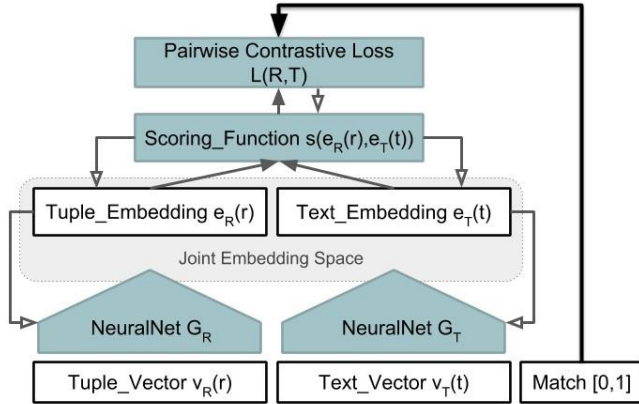 Pairwise Contrastive Loss
L(R,T)
Scoring_Function s(e_R(r),e_T(t))
Tuple_Embedding e_R(r)
Text_Embedding e_T(t)
Joint Embedding Space
NeuralNet G_R
NeuralNet G_T
Tuple_Vector v_R(r)
Text_Vector v_T(t)
Match [0,1]